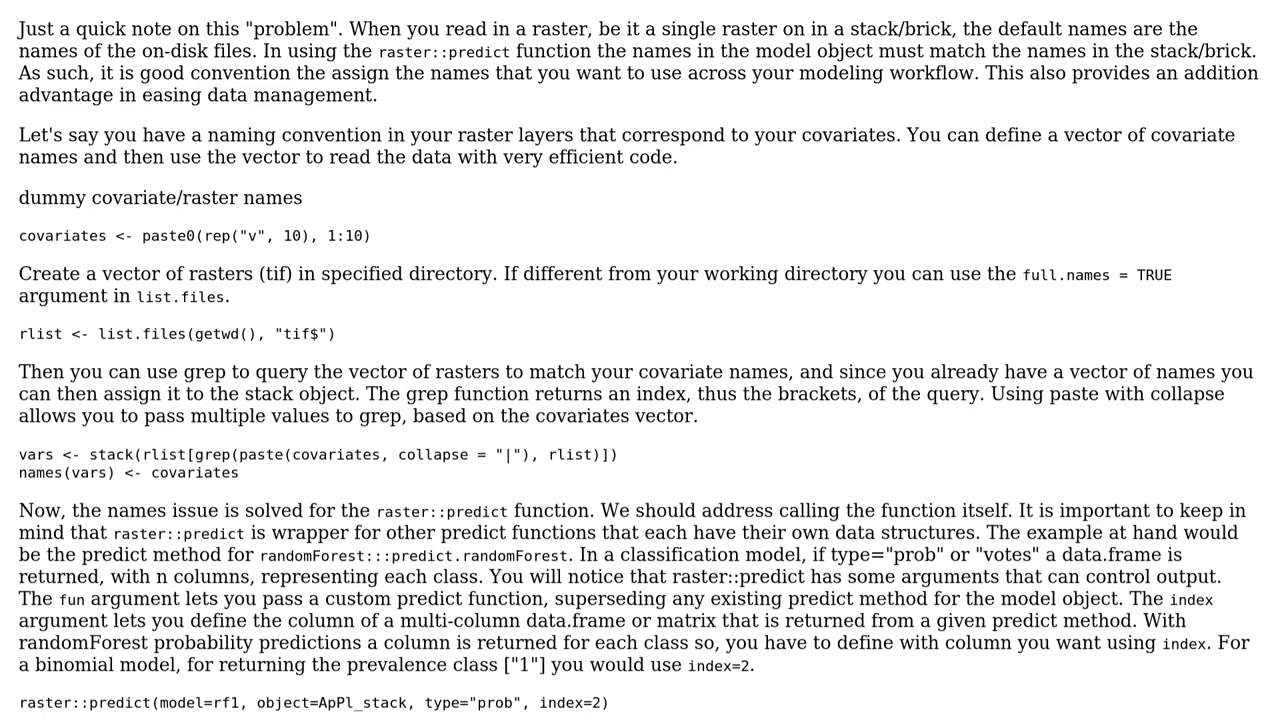 Just a quick note on this "problem". When you read in a raster, be it a single raster on in a stack/brick, the default names are the
names of the on-disk files. In using the raster::predict function the names in the model object must match the names in the stack/brick.
As such, it is good convention the assign the names that you want to use across your modeling workflow. This also provides an addition
advantage in easing data management.
Let's say you have a naming convention in your raster layers that correspond to your covariates. You can define a vector of covariate
names and then use the vector to read the data with very efficient code.
dummy covariate/raster names
covariates <- paste0(rep("v", 10), 1:10)
Create a vector of rasters (tif) in specified directory. If different from your working directory you can use the full.names = TRUE
argument in list.files.
rlist <- list.files(getwd(), "tif$")
Then you can use grep to query the vector of rasters to match your covariate names, and since you already have a vector of names you
can then assign it to the stack object. The grep function returns an index, thus the brackets, of the query. Using paste with collapse
allows you to pass multiple values to grep, based on the covariates vector.
vars <- stack(rlist[grep(paste(covariates, collapse = "|"), rlist)])
names(vars) <- covariates
Now, the names issue is solved for the raster::predict function. We should address calling the function itself. It is important to keep in
mind that raster::predict is wrapper for other predict functions that each have their own data structures. The example at hand would
be the predict method for randomForest:::predict.randomForest. In a classification model, if type="prob" or "votes" a data.frame is
returned, with n columns, representing each class. You will notice that raster::predict has some arguments that can control output.
The fun argument lets you pass a custom predict function, superseding any existing predict method for the model object. The index
argument lets you define the column of a multi-column data.frame or matrix that is returned from a given predict method. With
randomForest probability predictions a column is returned for each class so, you have to define with column you want using index. For
a binomial model, for returning the prevalence class ["1"] you would use index=2.
raster::predict(model=rf1, object=ApPl_stack, type="prob", index=2)